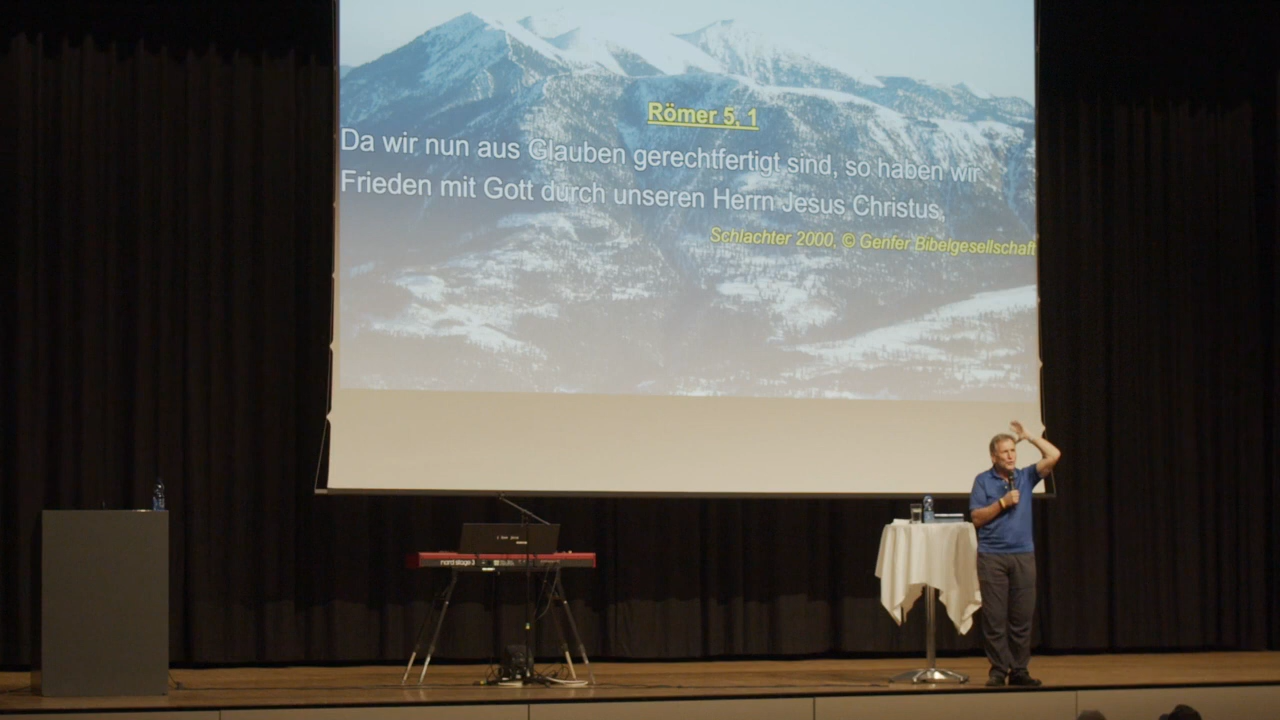 Römer 5, 1
Da wir nun aus Glauben gerechtfertigt sind, so haben wir
Frieden mit Gott durch unseren Herrn Jesus Christus,
Schlachter 2000, © Genfer Bibelgesellschaft
nord stage 3